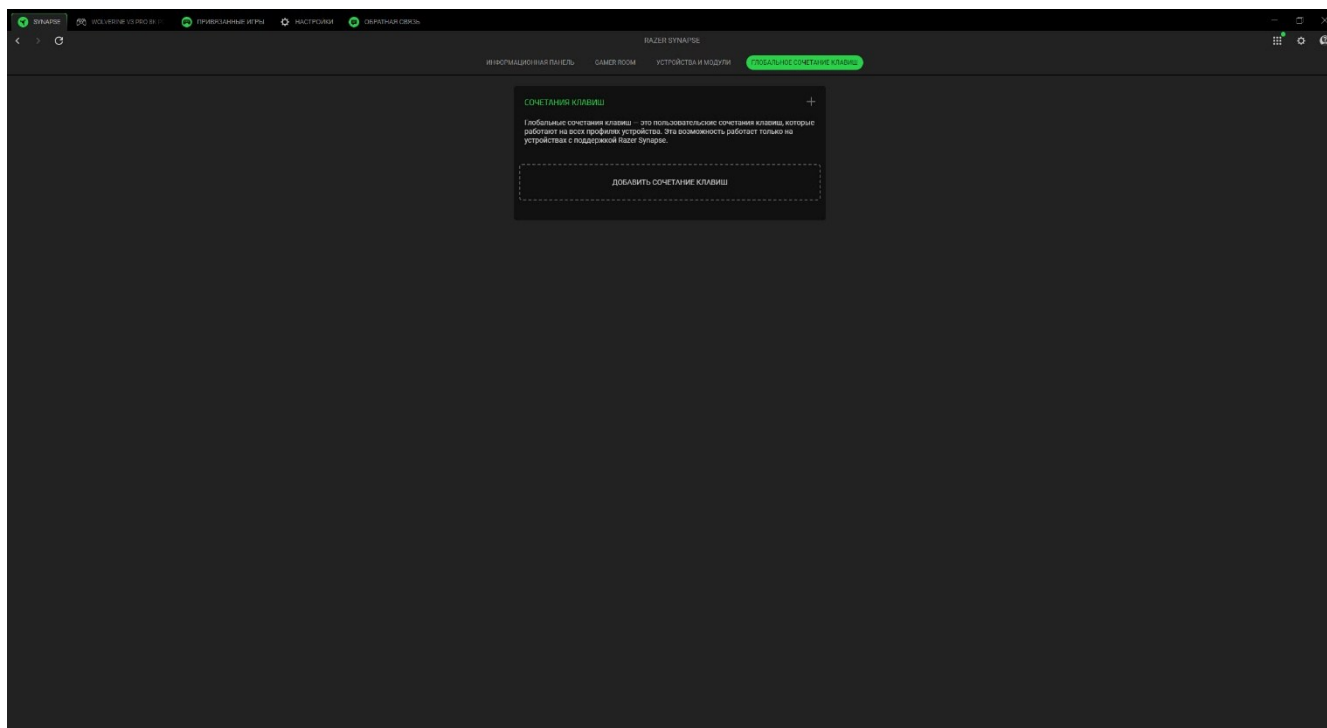 SYNAPSE
WOLVERINE V3 PRO 8K
ПРИВЯЗАННЫЕ ИГРЫ
НАСТРОЙКИ
ОБРАТНАЯ СВЯЗЬ
RAZER SYNAPSE
ИНФОРМАЦИОННАЯ ПАНЕЛЬ
GAMER ROOM
УСТРОЙСТВА И МОДУЛИ
ГЛОБАЛЬНОЕ СОЧЕТАНИЕ КЛАВИШ
СОЧЕТАНИЯ КЛАВИШ
Глобальные сочетания клавиш — это пользовательские сочетания клавиш, которые
работают на всех профилях устройства. Эта возможность работает только на
устройствах с поддержкой Razer Synapse.
ДОБАВИТЬ СОЧЕТАНИЕ КЛАВИШ